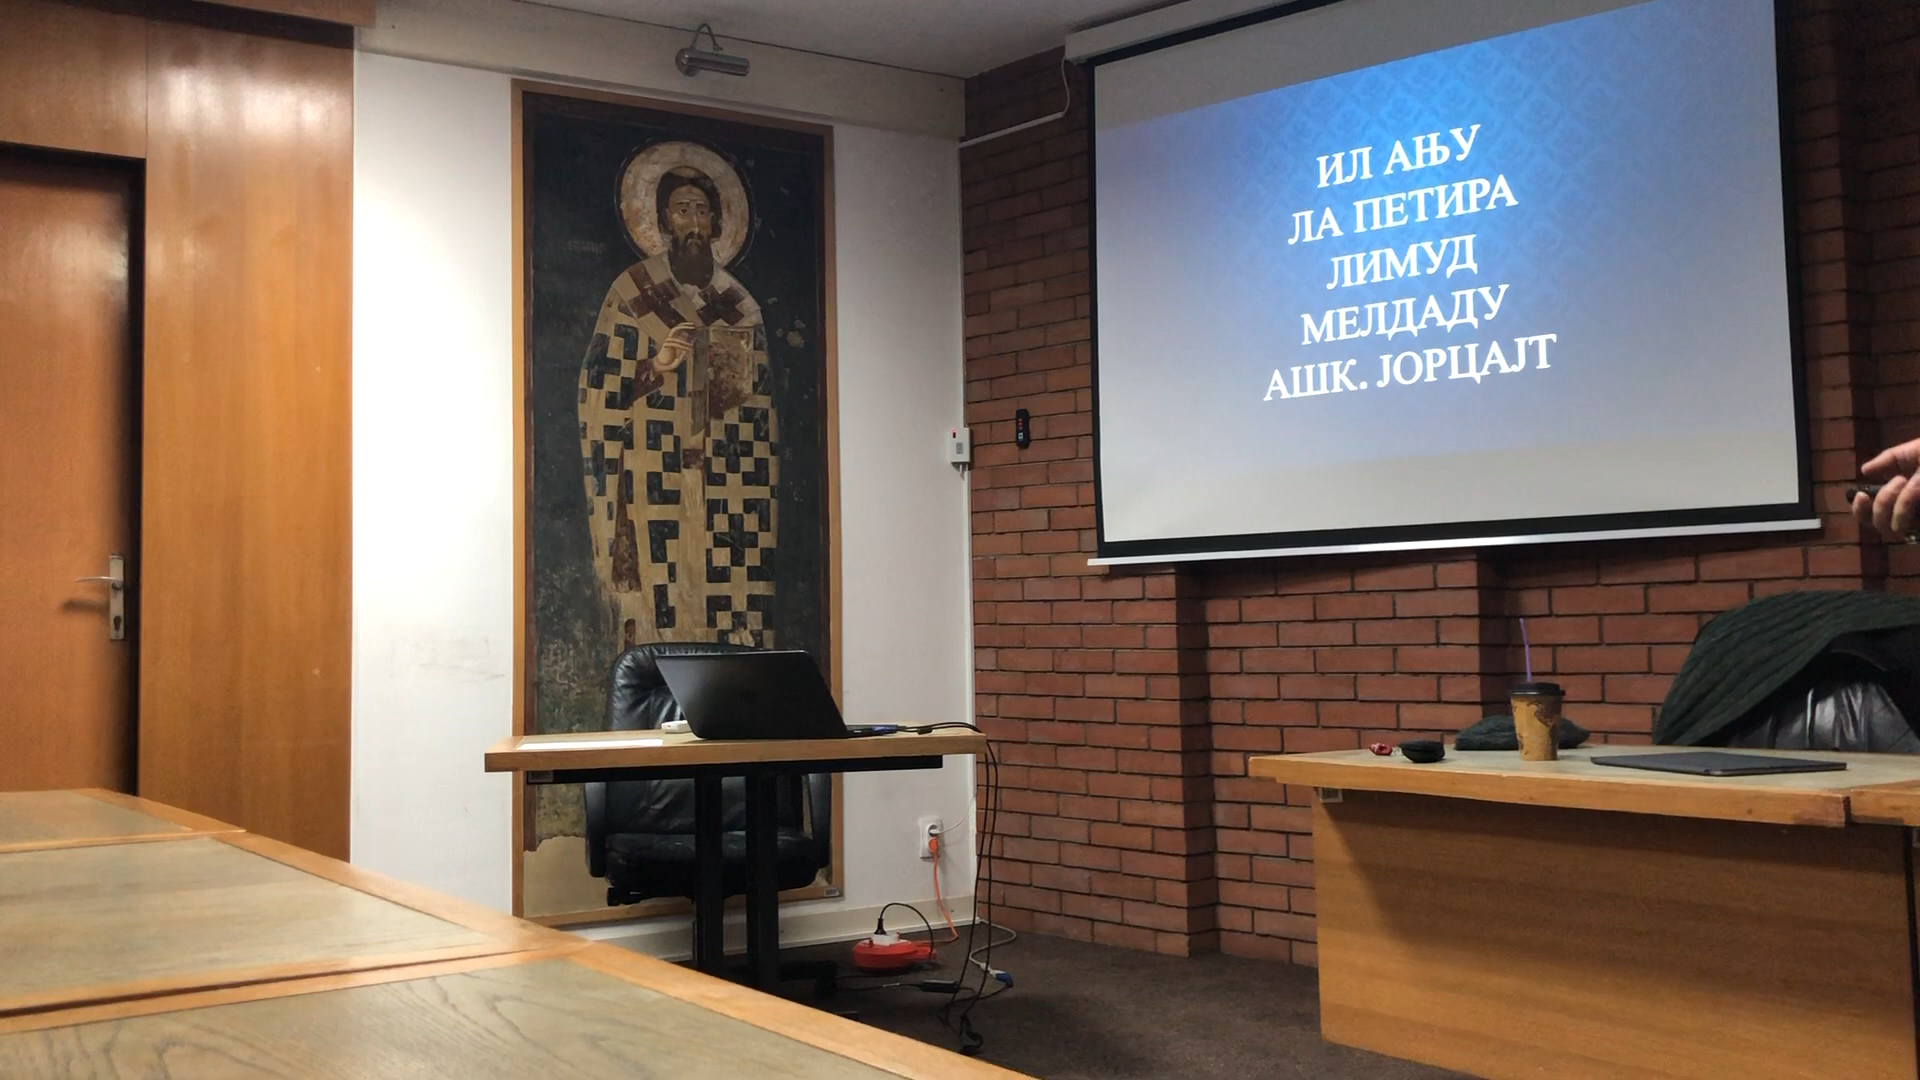 ИЛ АЊУ
ЛА ПЕТИРА
ЛИМУД
МЕЛДАДУ
АШК. ЈОРЦАЈТ